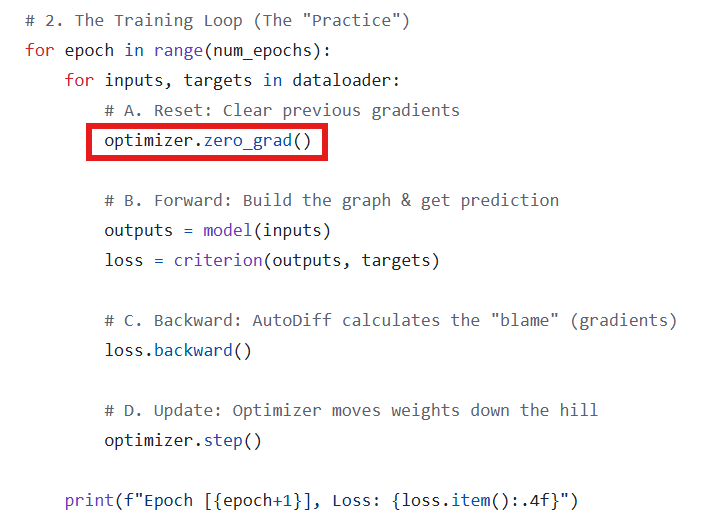 # 2. The Training Loop (The "Practice")
for epoch in range(num_epochs):
    for inputs, targets in dataloader:
        # A. Reset: Clear previous gradients
        optimizer.zero_grad()
        # B. Forward: Build the graph & get prediction
        outputs = model(inputs)
        loss = criterion(outputs, targets)
        # C. Backward: AutoDiff calculates the "blame" (gradients)
        loss.backward()
        # D. Update: Optimizer moves weights down the hill
        optimizer.step()
    print(f"Epoch [{epoch+1}], Loss: {loss.item():.4f}")